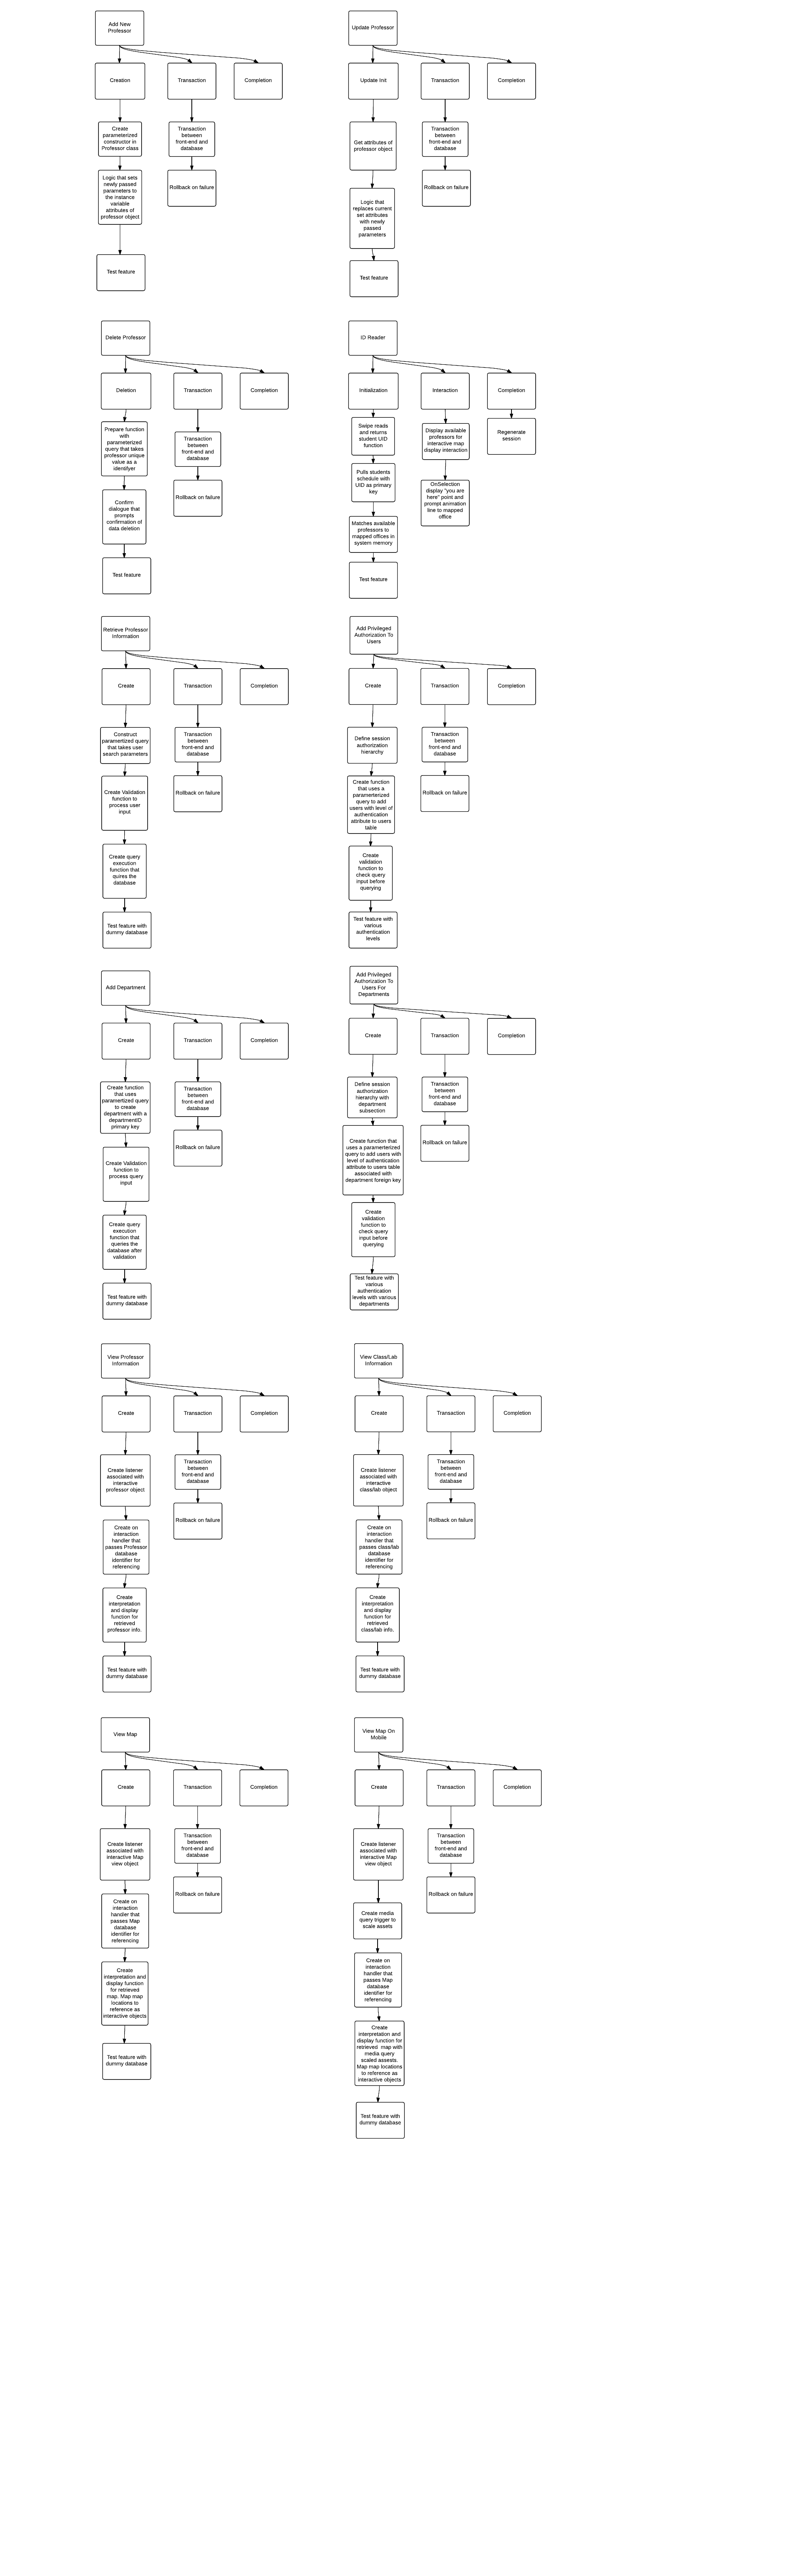 Add New
Professor
Creation
Transaction
Completion
Create
parameterized
constructor in
Professor class
Transaction
between
front-end and
database
Logic that sets
newly passed
parameters to
the instance
variable
attributes of
professor object
Rollback on failure
Test feature
Update Professor
Update Init
Transaction
Completion
Get attributes of
professor object
Transaction
between
front-end and
database
Logic that
replaces current
set attributes
with newly
passed
parameters
Rollback on failure
Test feature
Delete Professor
Deletion
Transaction
Completion
Prepare function
with
parameterized
query that takes
professor unique
value as a
idensifyer
Transaction
between
front-end and
database
Confirm
dialogue that
prompts
confirmation of
data deletion
Rollback on failure
Test feature
ID Reader
Initialization
Interaction
Completion
Swipe reads
and returns
student UID
function
Display available
professors for
interactive map
display interaction
Regenerate
session
Pulls students
schedule with
UID as primary
key
OnSelection
display "you are
here" point and
prompt animation
line to mapped
office
Matches available
professors to
mapped offices in
system memory
Test feature
Retrieve Professor
Information
Create
Transaction
Completion
Construct
paramertized query
that takes user
search parameters
Transaction
between
front-end and
database
Create Validation
function to
process user
input
Rollback on failure
Create query
execution
function that
quires the
database
Test feature with
dummy database
Add Privileged
Authorization To
Users
Create
Transaction
Completion
Define session
authorization
hierarchy
Transaction
between
front-end and
database
Create function
that uses a
paramerterized
query to add
users with level of
authentication
attribute to users
table
Rollback on failure
Create
validation
function to
check query
input before
querying
Test feature with
various
authentication
levels
Add Department
Create
Transaction
Completion
Create function
that uses
paramertized query
to create
department with a
departmentID
primary key
Transaction
between
front-end and
database
Create Validation
function to
process query
input
Rollback on failure
Create query
execution
function that
queries the
database after
validation
Test feature with
dummy database
Add Privileged
Authorization To
Users For
Departments
Create
Transaction
Completion
Define session
authorization
hierarchy with
department
subsection
Transaction
between
front-end and
database
Create function that
uses a paramerterized
query to add users with
level of authentication
attribute to users table
associated with
department foreign key
Rollback on failure
Create
validation
function to
check query
input before
querying
Test feature with
various
authentication
levels with various
departments
View Professor
Information
Create
Transaction
Completion
Create listener
associated with
interactive
professor object
Transaction
between
front-end and
database
Create on
interaction
handler that
passes Professor
database
identifier for
referencing
Rollback on failure
Create
interpretation
and display
function for
retrieved
professor info.
Test feature with
dummy database
View Class/Lab
Information
Create
Transaction
Completion
Create listener
associated with
interactive
class/lab object
Transaction
between
front-end and
database
Create on
interaction
handler that
passes class/lab
database
identifier for
referencing
Rollback on failure
Create
interpretation
and display
function for
retrieved
class/lab info.
Test feature with
dummy database
View Map
Create
Transaction
Completion
Create listener
associated with
interactive Map
view object
Transaction
between
front-end and
database
Create on
interaction
handler that
passes Map
database
identifier for
referencing
Rollback on failure
Create
interpretation and
display function
for retrieved
map. Map map
locations to
reference as
interactive objects
Test feature with
dummy database
View Map On
Mobile
Create
Transaction
Completion
Create listener
associated with
interactive Map
view object
Transaction
between
front-end and
database
Create media
query trigger to
scale assets
Rollback on failure
Create on
interaction
handler that
passes Map
database
identifier for
referencing
Create
interpretation and
display function for
retrieved map with
media query
scaled assests.
Map map locations
to reference as
interactive objects
Test feature with
dummy database